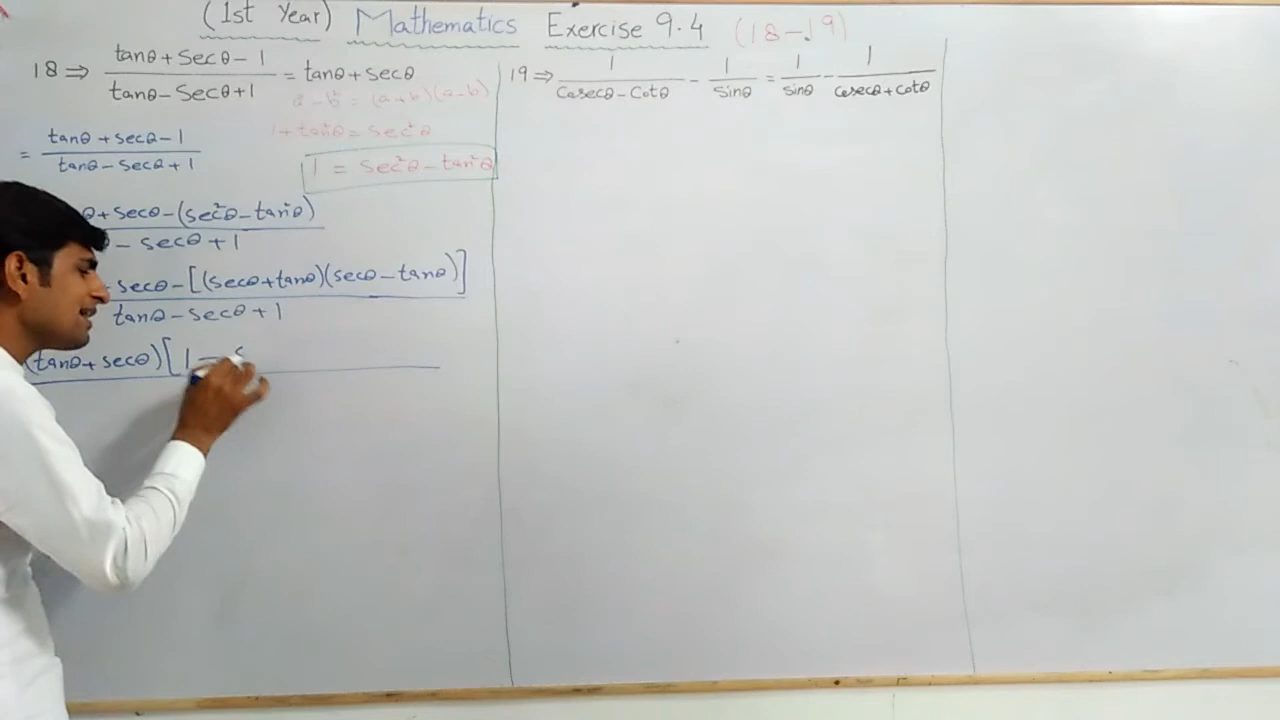 (1st Year) Mathematics Exercise 9.4 (18-19)
18 ⇒ tanθ + Secθ - 1
tanθ - Secθ + 1
= tanθ + secθ
a² - b² = (a+b)(a-b)
1 + tan²θ = sec²θ
1 = sec²θ - tan²θ
= tanθ + secθ - 1
tanθ - secθ + 1
θ + secθ - (sec²θ - tan²θ)
- secθ + 1
secθ - [(secθ + tanθ)(secθ - tanθ)]
tanθ - secθ + 1
(tanθ + secθ)[1 - s
19 ⇒ 1 / Cosecθ - Cotθ - 1 / Sinθ = 1 / Sinθ - 1 / Cosecθ + Cotθ